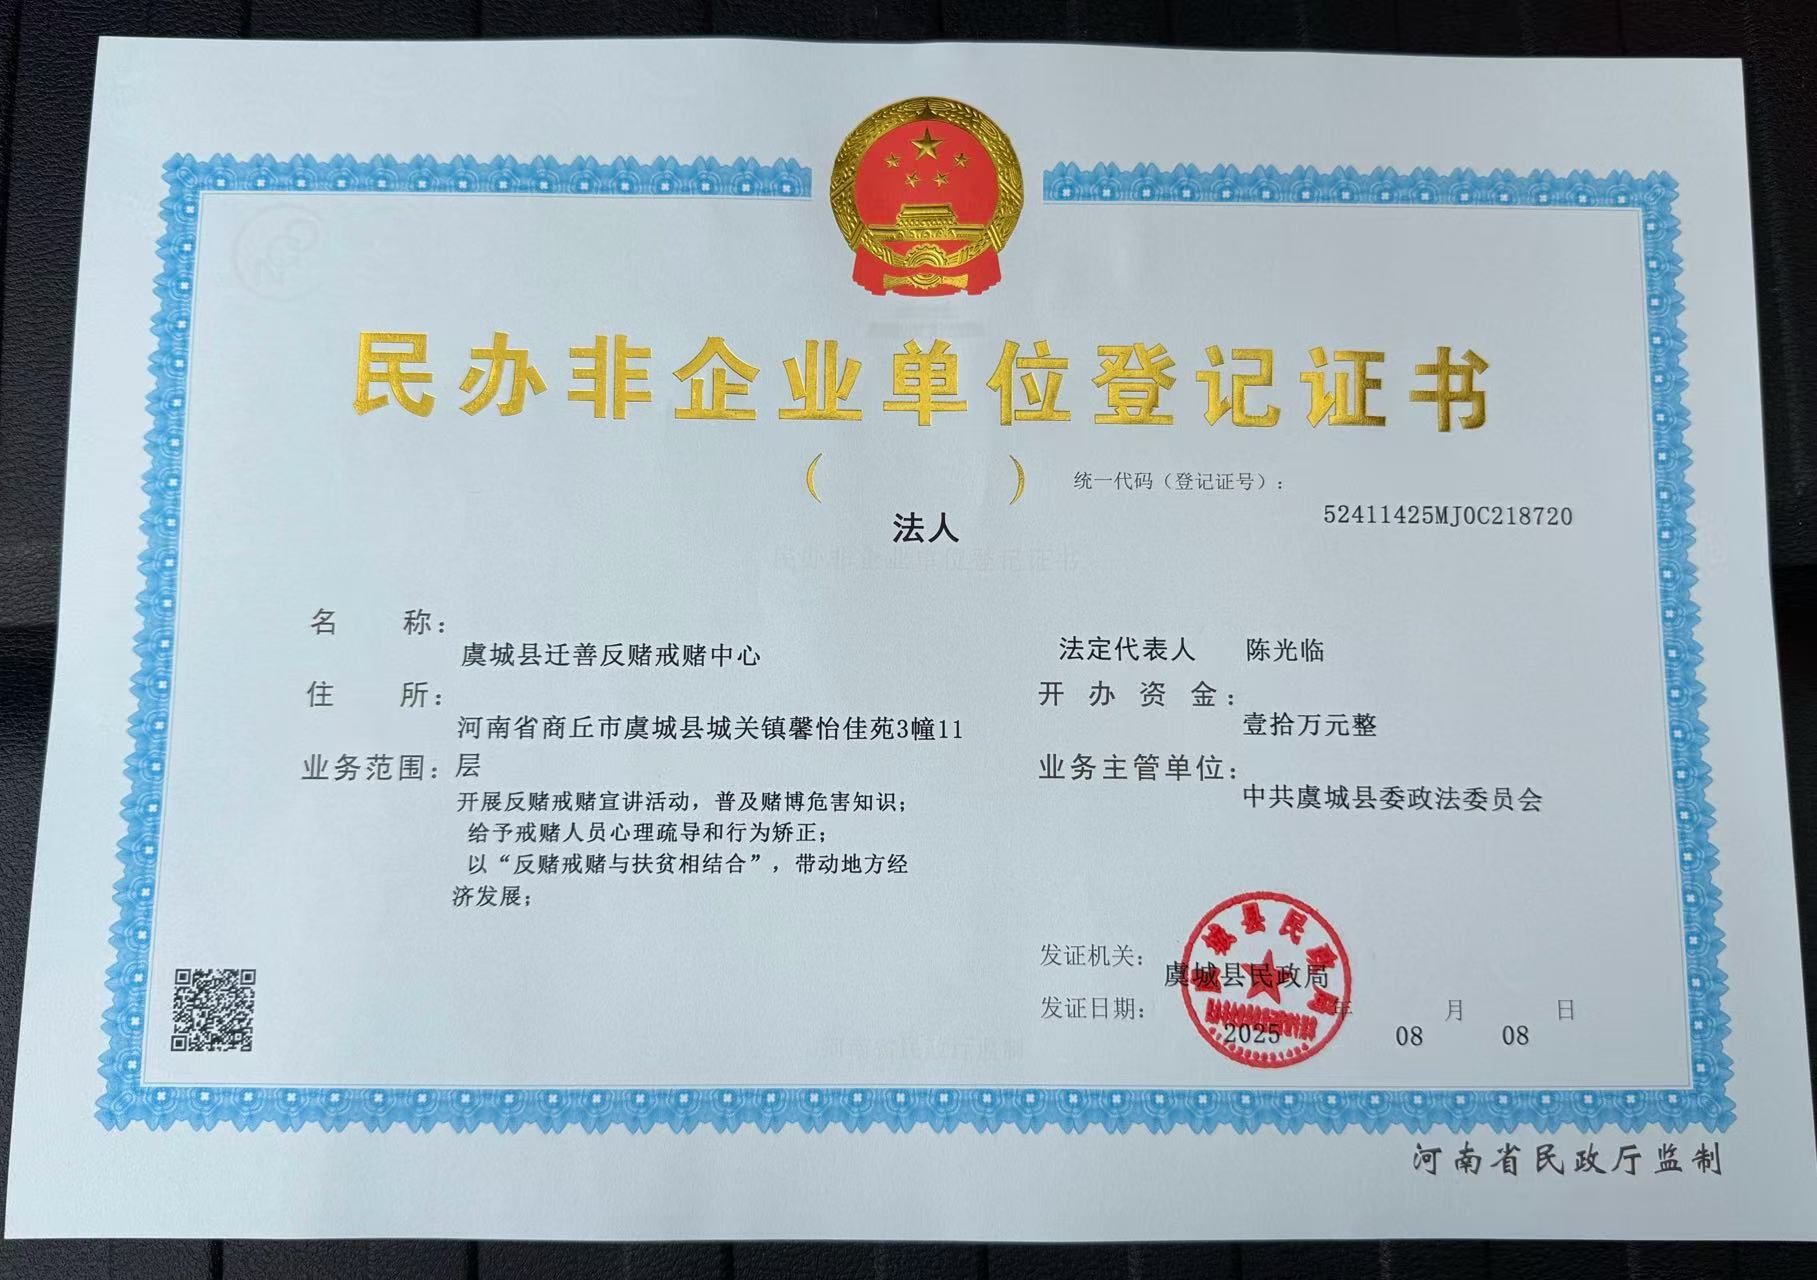 民办非企业单位登记证书
（ ）
统一代码（登记证号）：
52411425MJ0C218720
法人
名 称：
虞城县迁善反赌戒赌中心
法定代表人 陈光临
住 所：
河南省商丘市虞城县城关镇馨怡佳苑3幢11
层
开办资金：
壹拾万元整
业务范围：
开展反赌戒赌宣讲活动，普及赌博危害知识；
给予戒赌人员心理疏导和行为矫正；
以“反赌戒赌与扶贫相结合”，带动地方经
济发展；
业务主管单位：
中共虞城县委政法委员会
发证机关：
虞城县民政局
发证日期：
2025 年 08 月 08 日
虞城县民政局
河南省民政厅监制